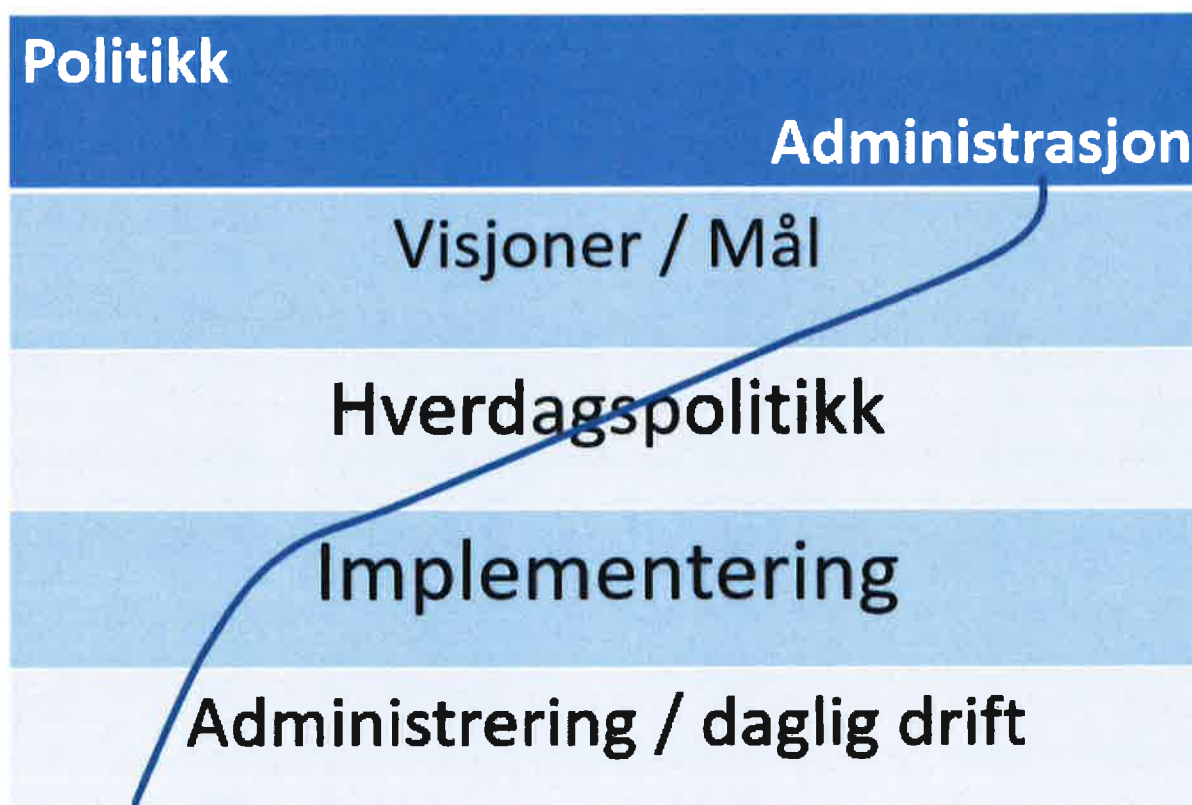 Politikk
Administrasjon
Visjoner / Mål
Hverdagspolitikk
Implementering
Administrering / daglig drift